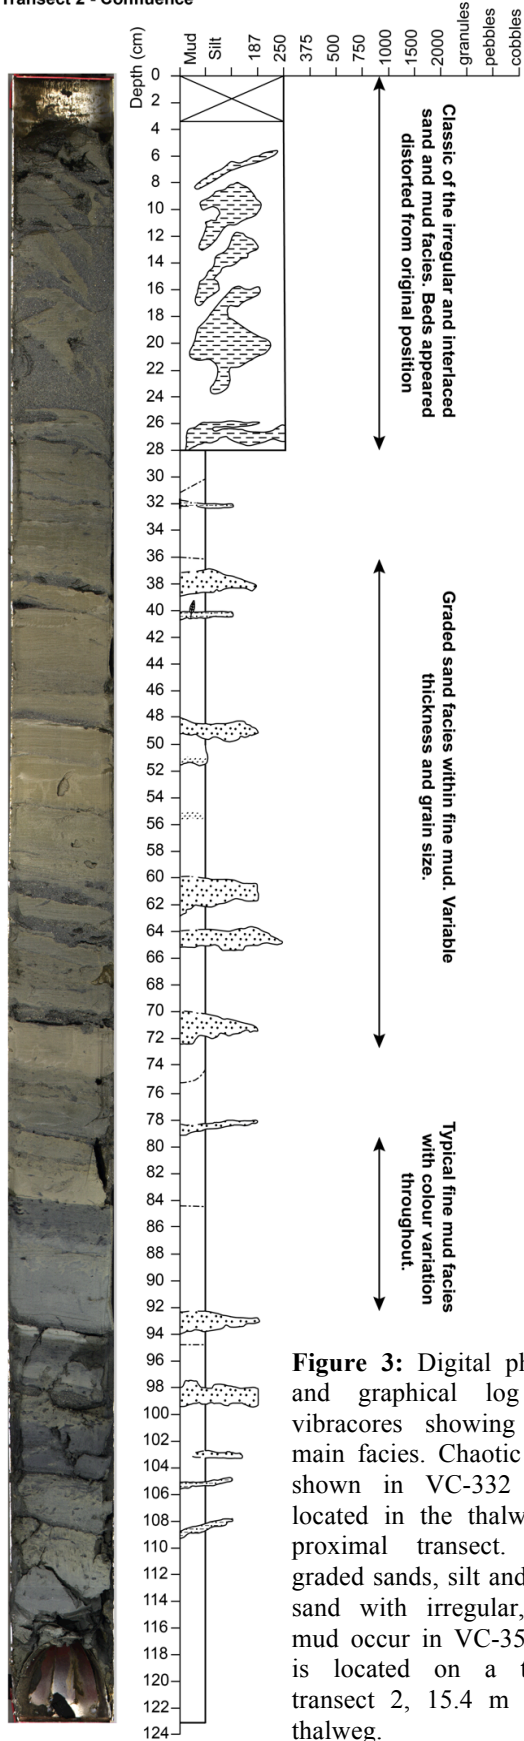 Transect 2 - Confluence
Depth (cm)
Mud
Silt
187
250
375
500
750
1000
1500
2000
granules
pebbles
cobbles
0
2
4
6
8
10
12
14
16
18
20
22
24
26
28
30
32
34
36
38
40
42
44
46
48
50
52
54
56
58
60
62
64
66
68
70
72
74
76
78
80
82
84
86
88
90
92
94
96
98
100
102
104
106
108
110
112
114
116
118
120
122
124
Classic of the irregular and interlaced
sand and mud facies. Beds appeared
distorted from original position
Graded sand facies within fine mud. Variable
thickness and grain size.
Typical fine mud facies
with colour variation
throughout.
Figure 3: Digital
and graphical log
vibracores showing
main facies. Chaotic
shown in VC-332
located in the
proximal transect.
graded sands, silt and
sand with irregular,
mud occur in
is located on a
transect 2, 15.4 m
thalweg.